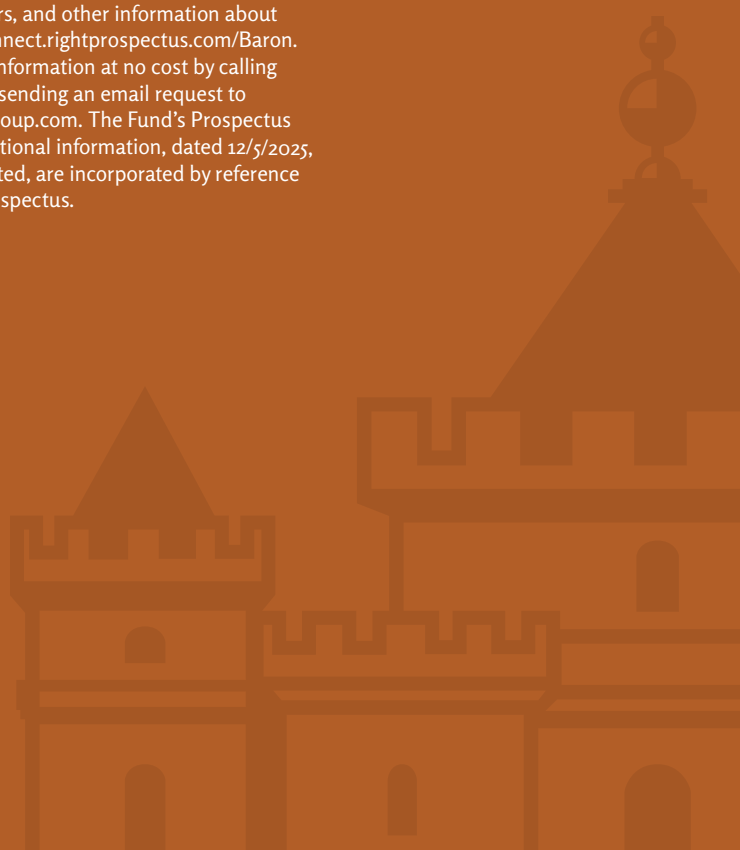 rs, and other information about
nnect.rightprospectus.com/Baron.
nformation at no cost by calling
sending an email request to
oup.com. The Fund’s Prospectus
tional information, dated 12/5/2025,
ted, are incorporated by reference
spectus.